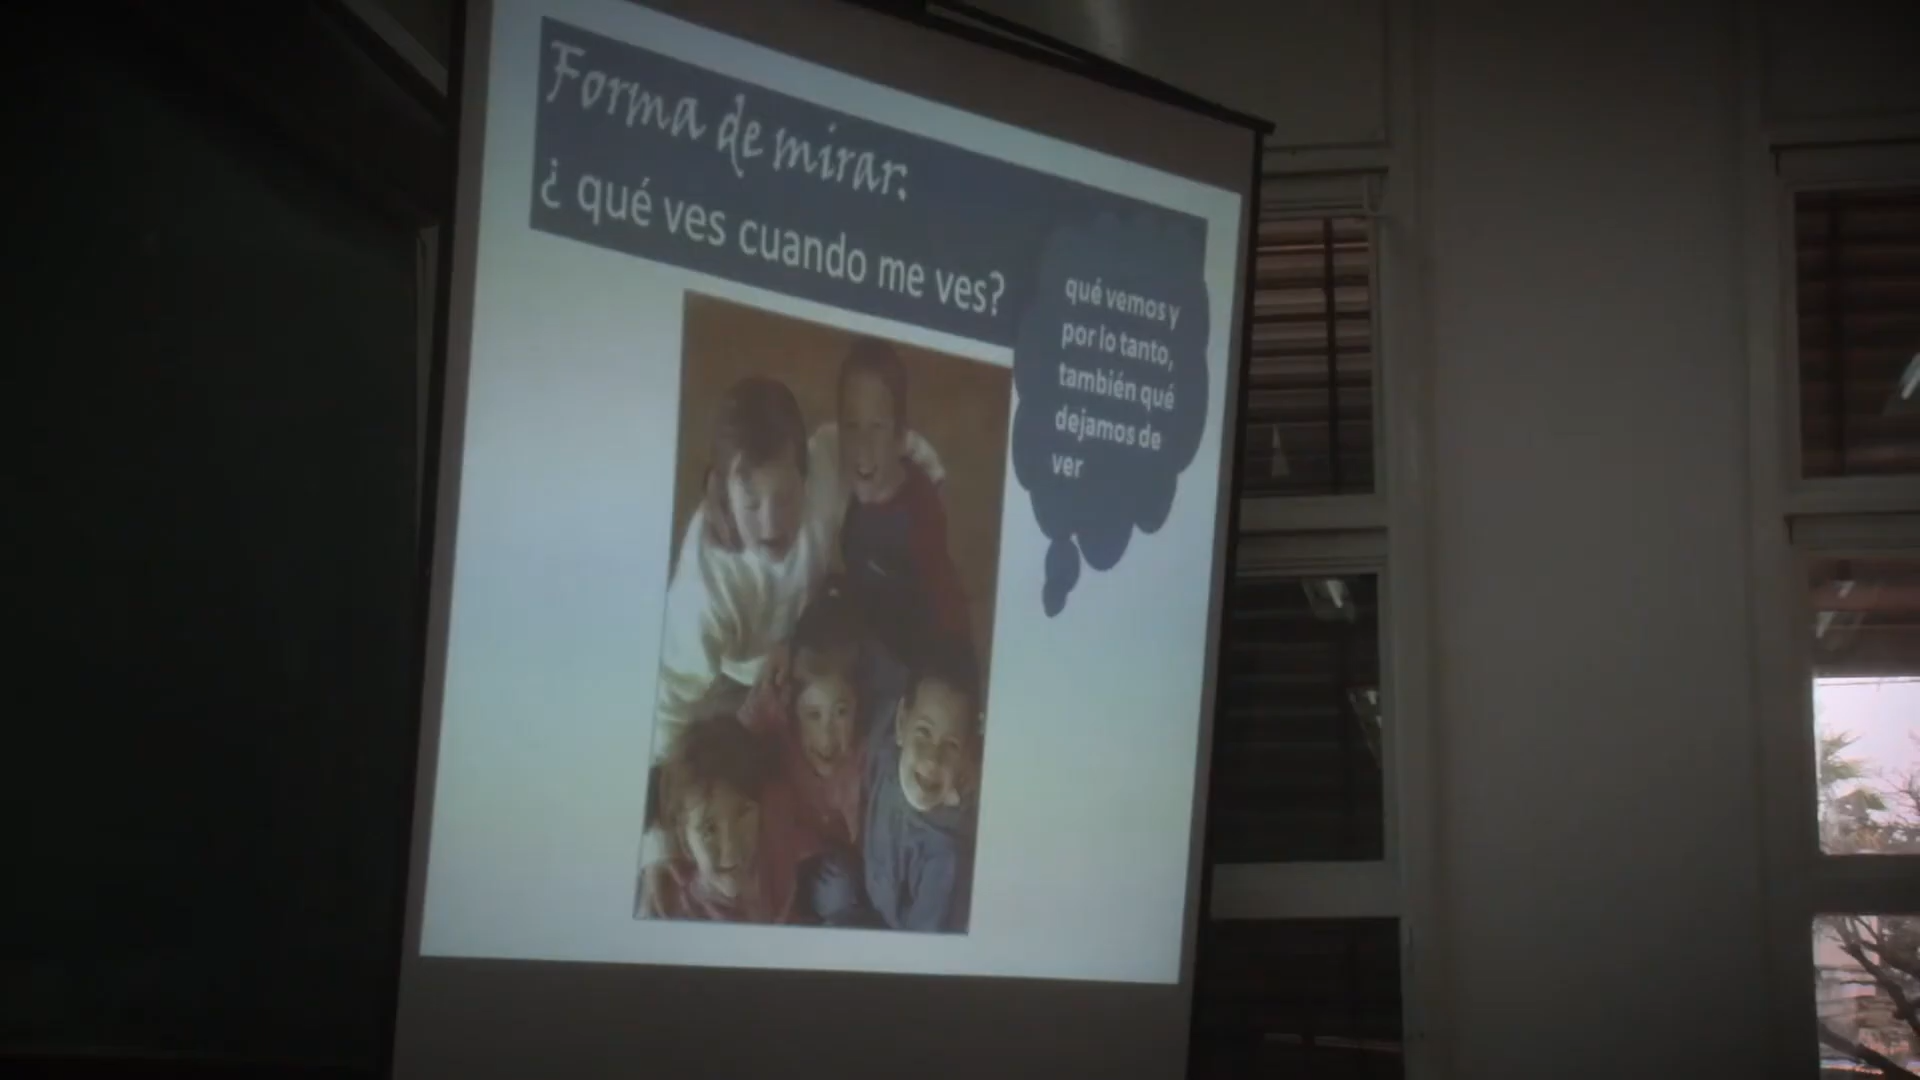 Forma de mirar:
¿ qué ves cuando me ves?
qué vemos y
por lo tanto,
también qué
dejamos de
ver